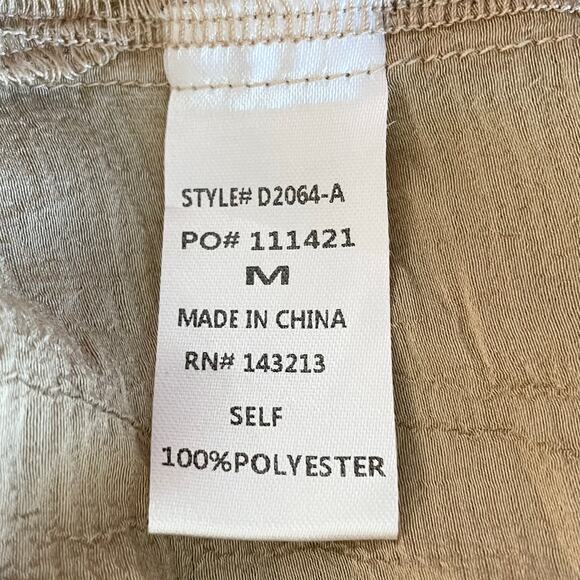 STYLE# D2064-A
PO# 111421
M
MADE IN CHINA
RN# 143213
SELF
100%POLYESTER